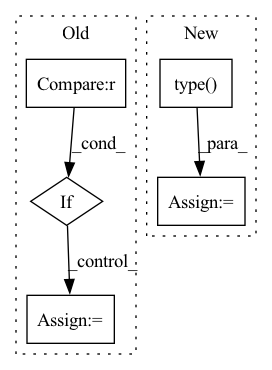 Old
New
Compare:r
type()
_cond_
_para_
If
Assign:=
_control_
Assign:=